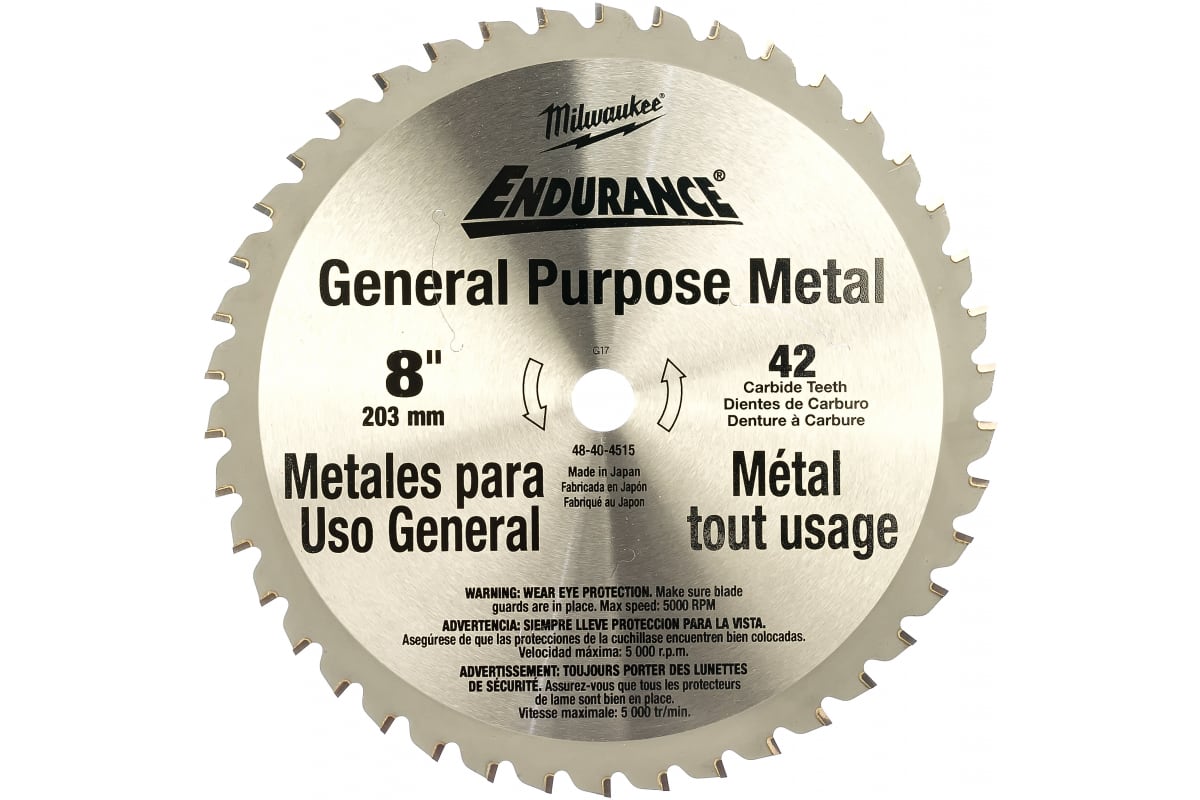 Milwaukee®
ENDURANCE®
General Purpose Metal
G17
8"
203 mm
42
Carbide Teeth
Dientes de Carburo
Denture à Carbure
48-40-4515
Made in Japan
Fabricada en Japón
Fabriqué au Japon
Metales para
Uso General
Métal
tout usage
WARNING: WEAR EYE PROTECTION. Make sure blade
guards are in place. Max speed: 5000 RPM
ADVERTENCIA: SIEMPRE LLEVE PROTECCION PARA LA VISTA.
Asegúrese de que las protecciones de la cuchillase encuentren bien colocadas.
Velocidad máxima: 5 000 r.p.m.
ADVERTISSEMENT: TOUJOURS PORTER DES LUNETTES
DE SÉCURITÉ. Assurez-vous que tous les protecteurs
de lame sont bien en place.
Vitesse maximale: 5 000 tr/min.